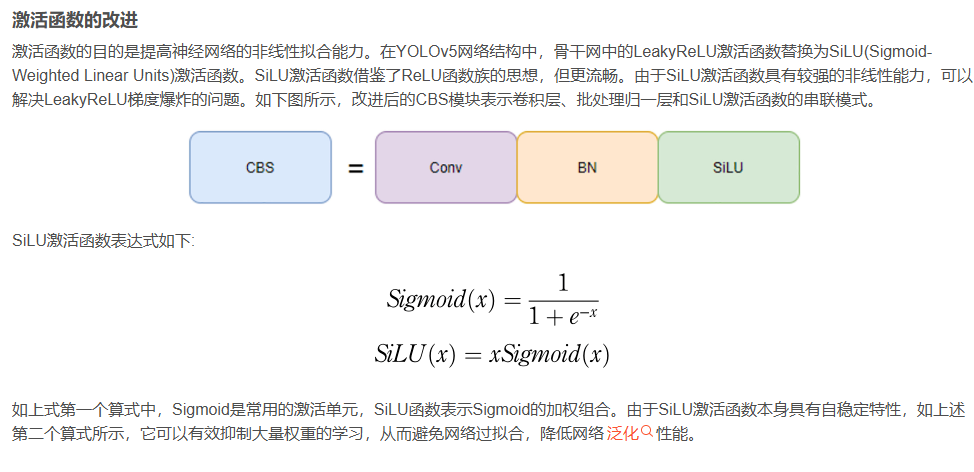 激活函数的改进
激活函数的目的是提高神经网络的非线性拟合能力。在YOLOv5网络结构中，骨干网中的LeakyReLU激活函数替换为SiLU(Sigmoid-
Weighted Linear Units)激活函数。SiLU激活函数借鉴了ReLU函数族的思想，但更流畅。由于SiLU激活函数具有较强的非线性能力，可以
解决LeakyReLU梯度爆炸的问题。如下图所示，改进后的CBS模块表示卷积层、批处理归一层和SiLU激活函数的串联模式。
CBS = Conv BN SiLU
SiLU激活函数表达式如下:
Sigmoid(x) = 1 / (1 + e^{-x})
SiLU(x) = xSigmoid(x)
如上式第一个算式中，Sigmoid是常用的激活单元，SiLU函数表示Sigmoid的加权组合。由于SiLU激活函数本身具有自稳定特性，如上述
第二个算式所示，它可以有效抑制大量权重的学习，从而避免网络过拟合，降低网络 泛化 性能。